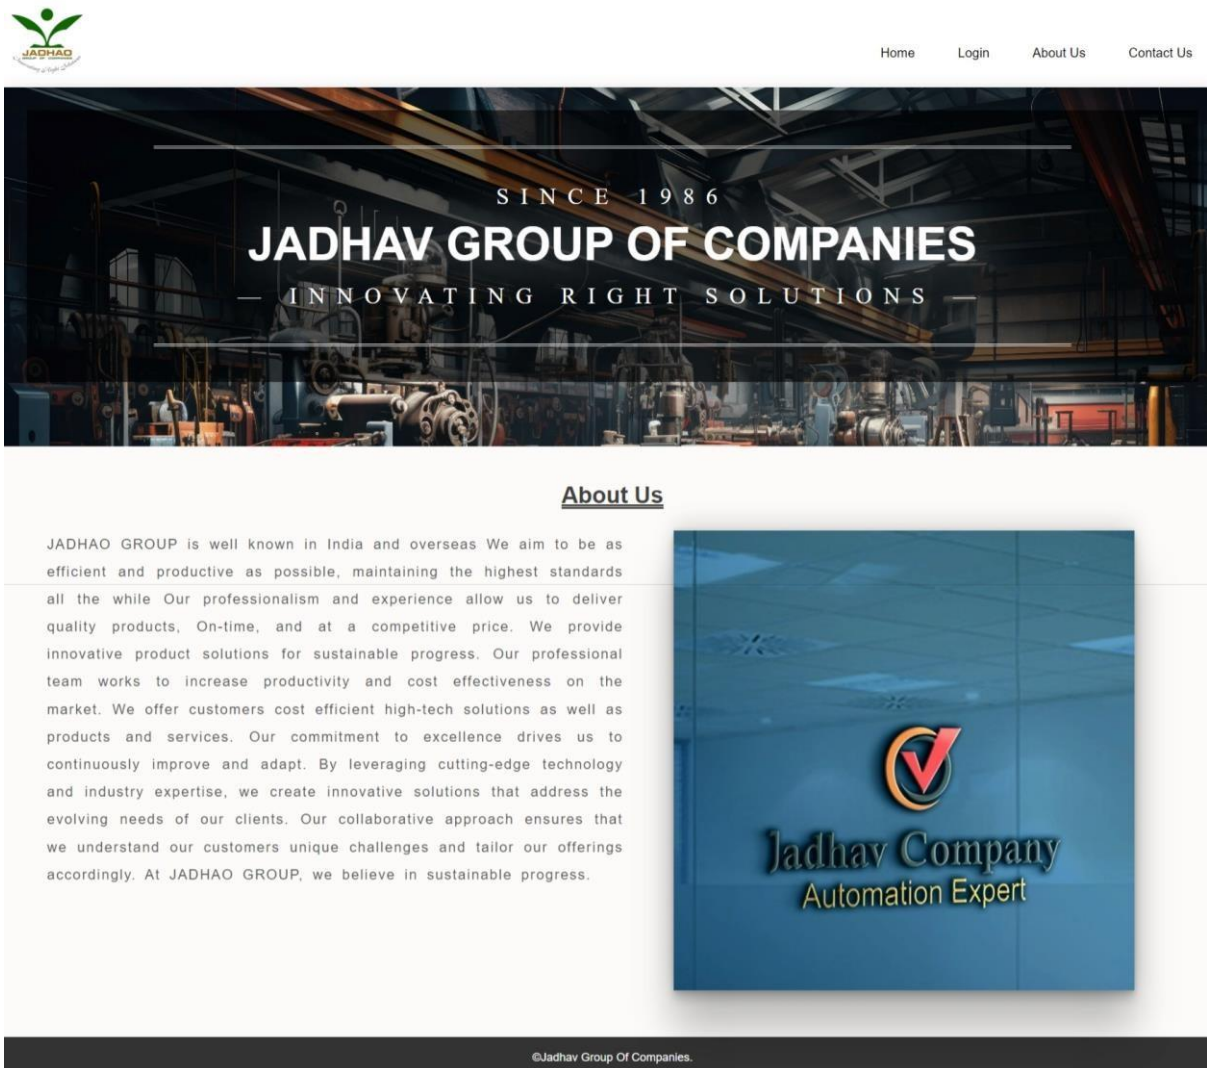 JADHAO
GROUP OF COMPANIES
Home
Login
About Us
Contact Us
SINCE 1986
JADHAV GROUP OF COMPANIES
— INNOVATING RIGHT SOLUTIONS —
About Us
JADHAO GROUP is well known in India and overseas We aim to be as
efficient and productive as possible, maintaining the highest standards
all the while Our professionalism and experience allow us to deliver
quality products, On-time, and at a competitive price. We provide
innovative product solutions for sustainable progress. Our professional
team works to increase productivity and cost effectiveness on the
market. We offer customers cost efficient high-tech solutions as well as
products and services. Our commitment to excellence drives us to
continuously improve and adapt. By leveraging cutting-edge technology
and industry expertise, we create innovative solutions that address the
evolving needs of our clients. Our collaborative approach ensures that
we understand our customers unique challenges and tailor our offerings
accordingly. At JADHAO GROUP, we believe in sustainable progress.
Jadhav Company
Automation Expert
©Jadhav Group Of Companies.